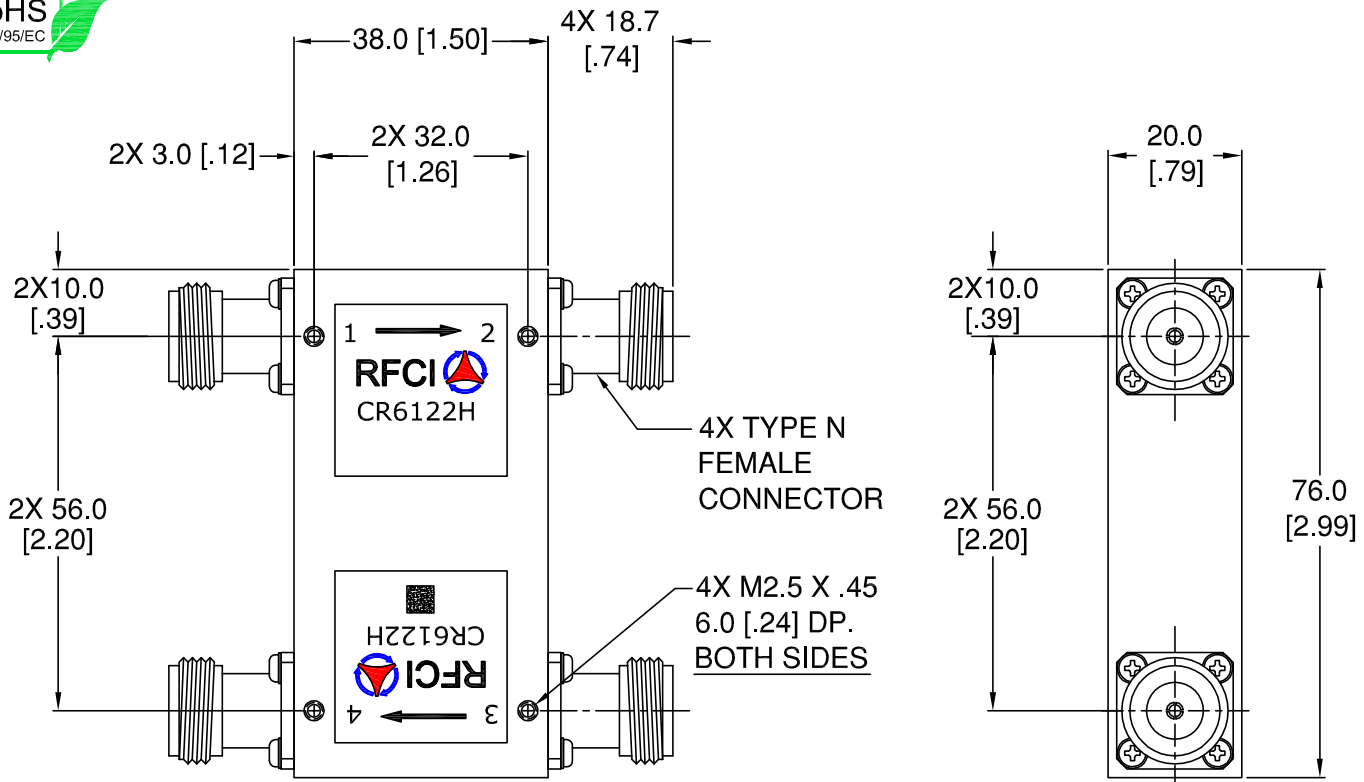 /95/EC
38.0 [1.50]
4X 18.7
[.74]
2X 3.0 [.12]
2X 32.0
[1.26]
20.0
[.79]
2X10.0
[.39]
1 2
RFCI
CR6122H
2X10.0
[.39]
4X TYPE N
FEMALE
CONNECTOR
2X 56.0
[2.20]
2X 56.0
[2.20]
76.0
[2.99]
4X M2.5 X .45
6.0 [.24] DP.
BOTH SIDES
CR6122H
RFCI
3 4